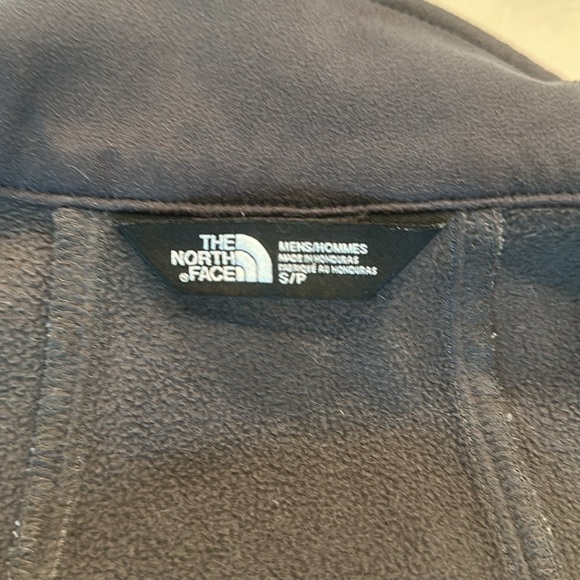 THE
NORTH
®FACE
MENS/HOMMES
MADE IN HONDURAS
FABRIQUÉ AU HONDURAS
S/P